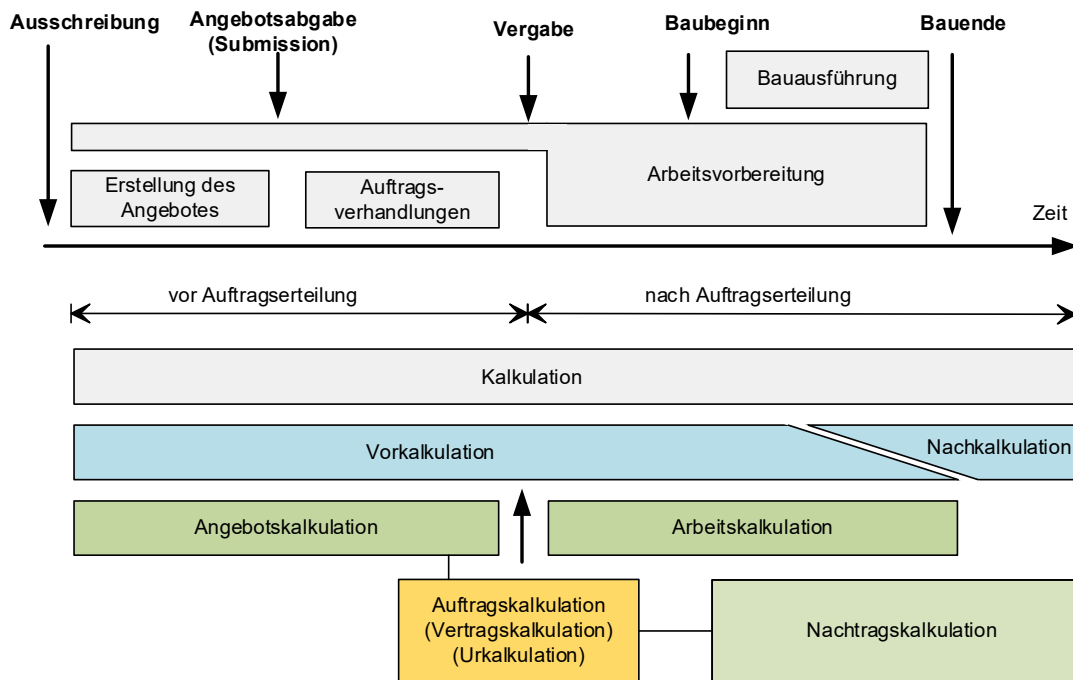 Ausschreibung
Angebotsabgabe
(Submission)
Vergabe
Baubeginn
Bauende
Bauausführung
Arbeitsvorbereitung
Erstellung des
Angebotes
Auftrags-
verhandlungen
Zeit
vor Auftragserteilung
nach Auftragserteilung
Kalkulation
Vorkalkulation
Nachkalkulation
Angebotskalkulation
Arbeitskalkulation
Auftragskalkulation
(Vertragskalkulation)
(Urkalkulation)
Nachtragskalkulation